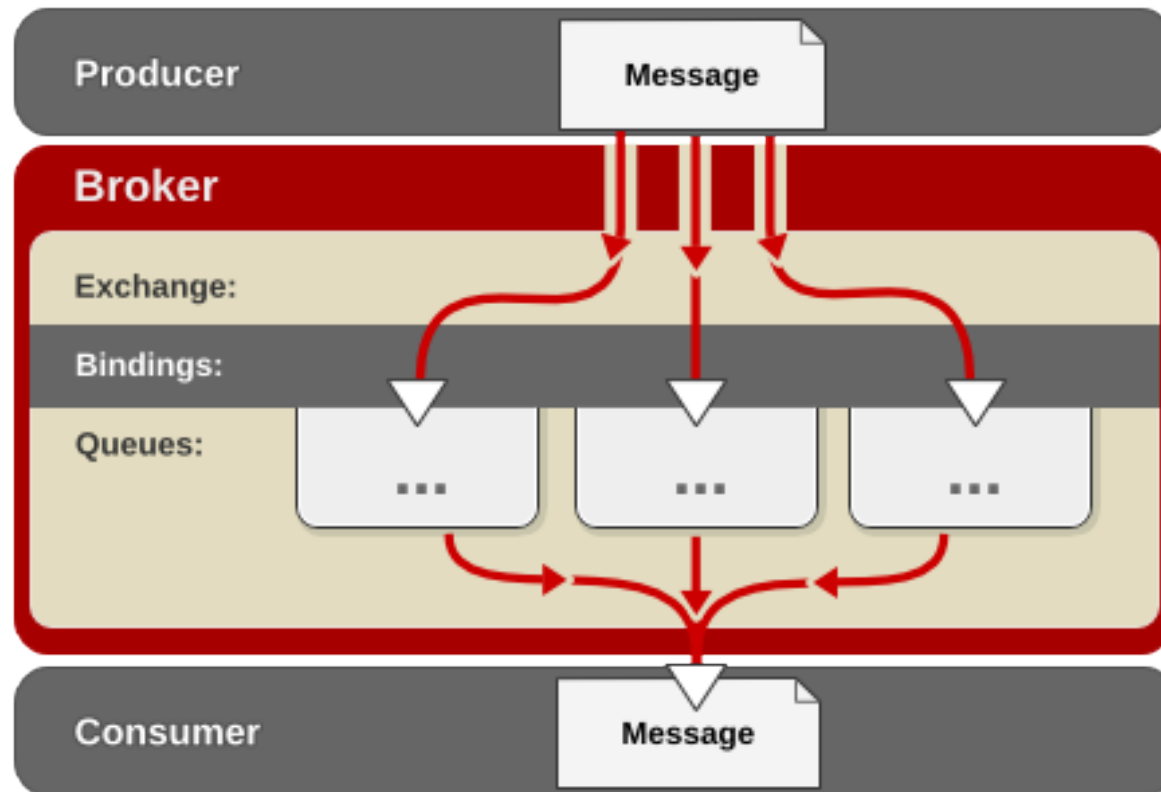 Producer
Message
Broker
Exchange:
Bindings:
Queues:
...
...
...
Consumer
Message